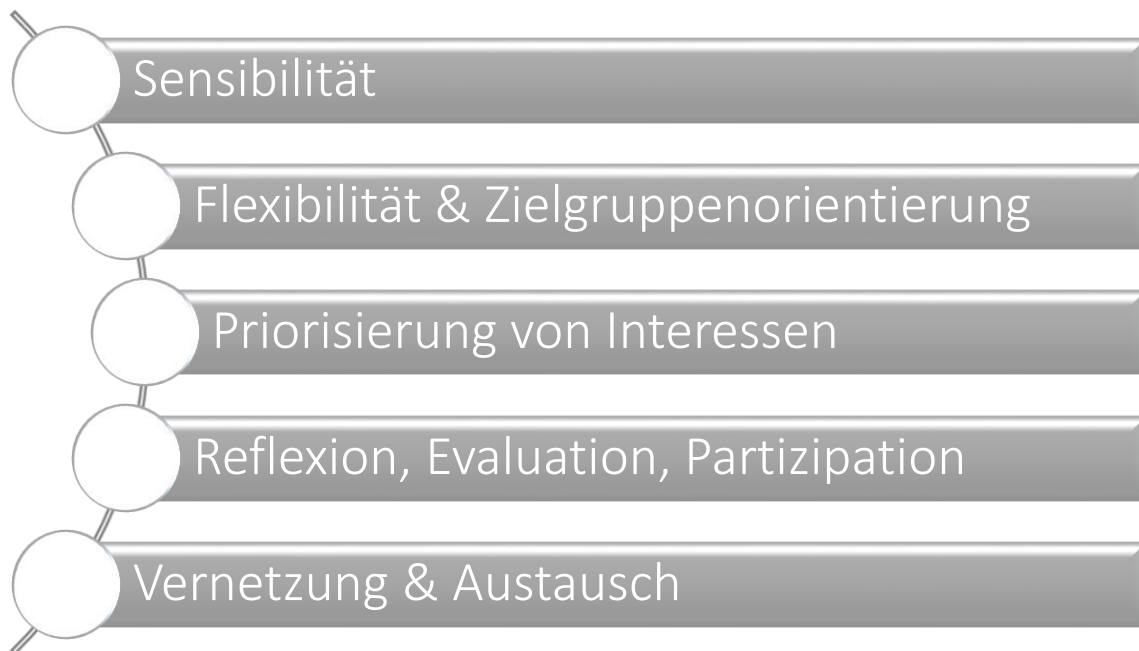 Sensibilität
Flexibilität & Zielgruppenorientierung
Priorisierung von Interessen
Reflexion, Evaluation, Partizipation
Vernetzung & Austausch